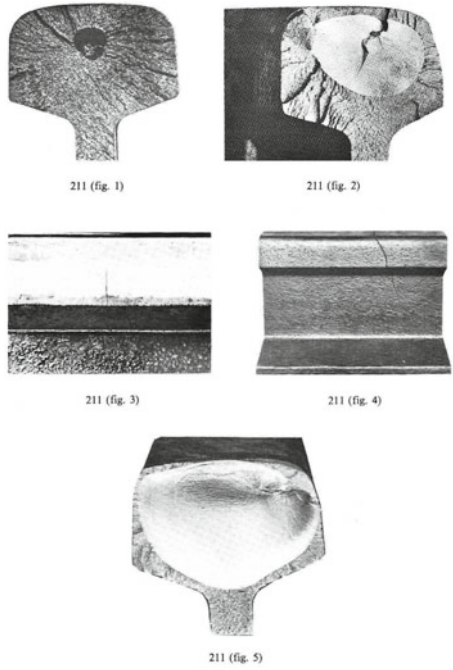 211 (fig. 1)
211 (fig. 2)
211 (fig. 3)
211 (fig. 4)
211 (fig. 5)